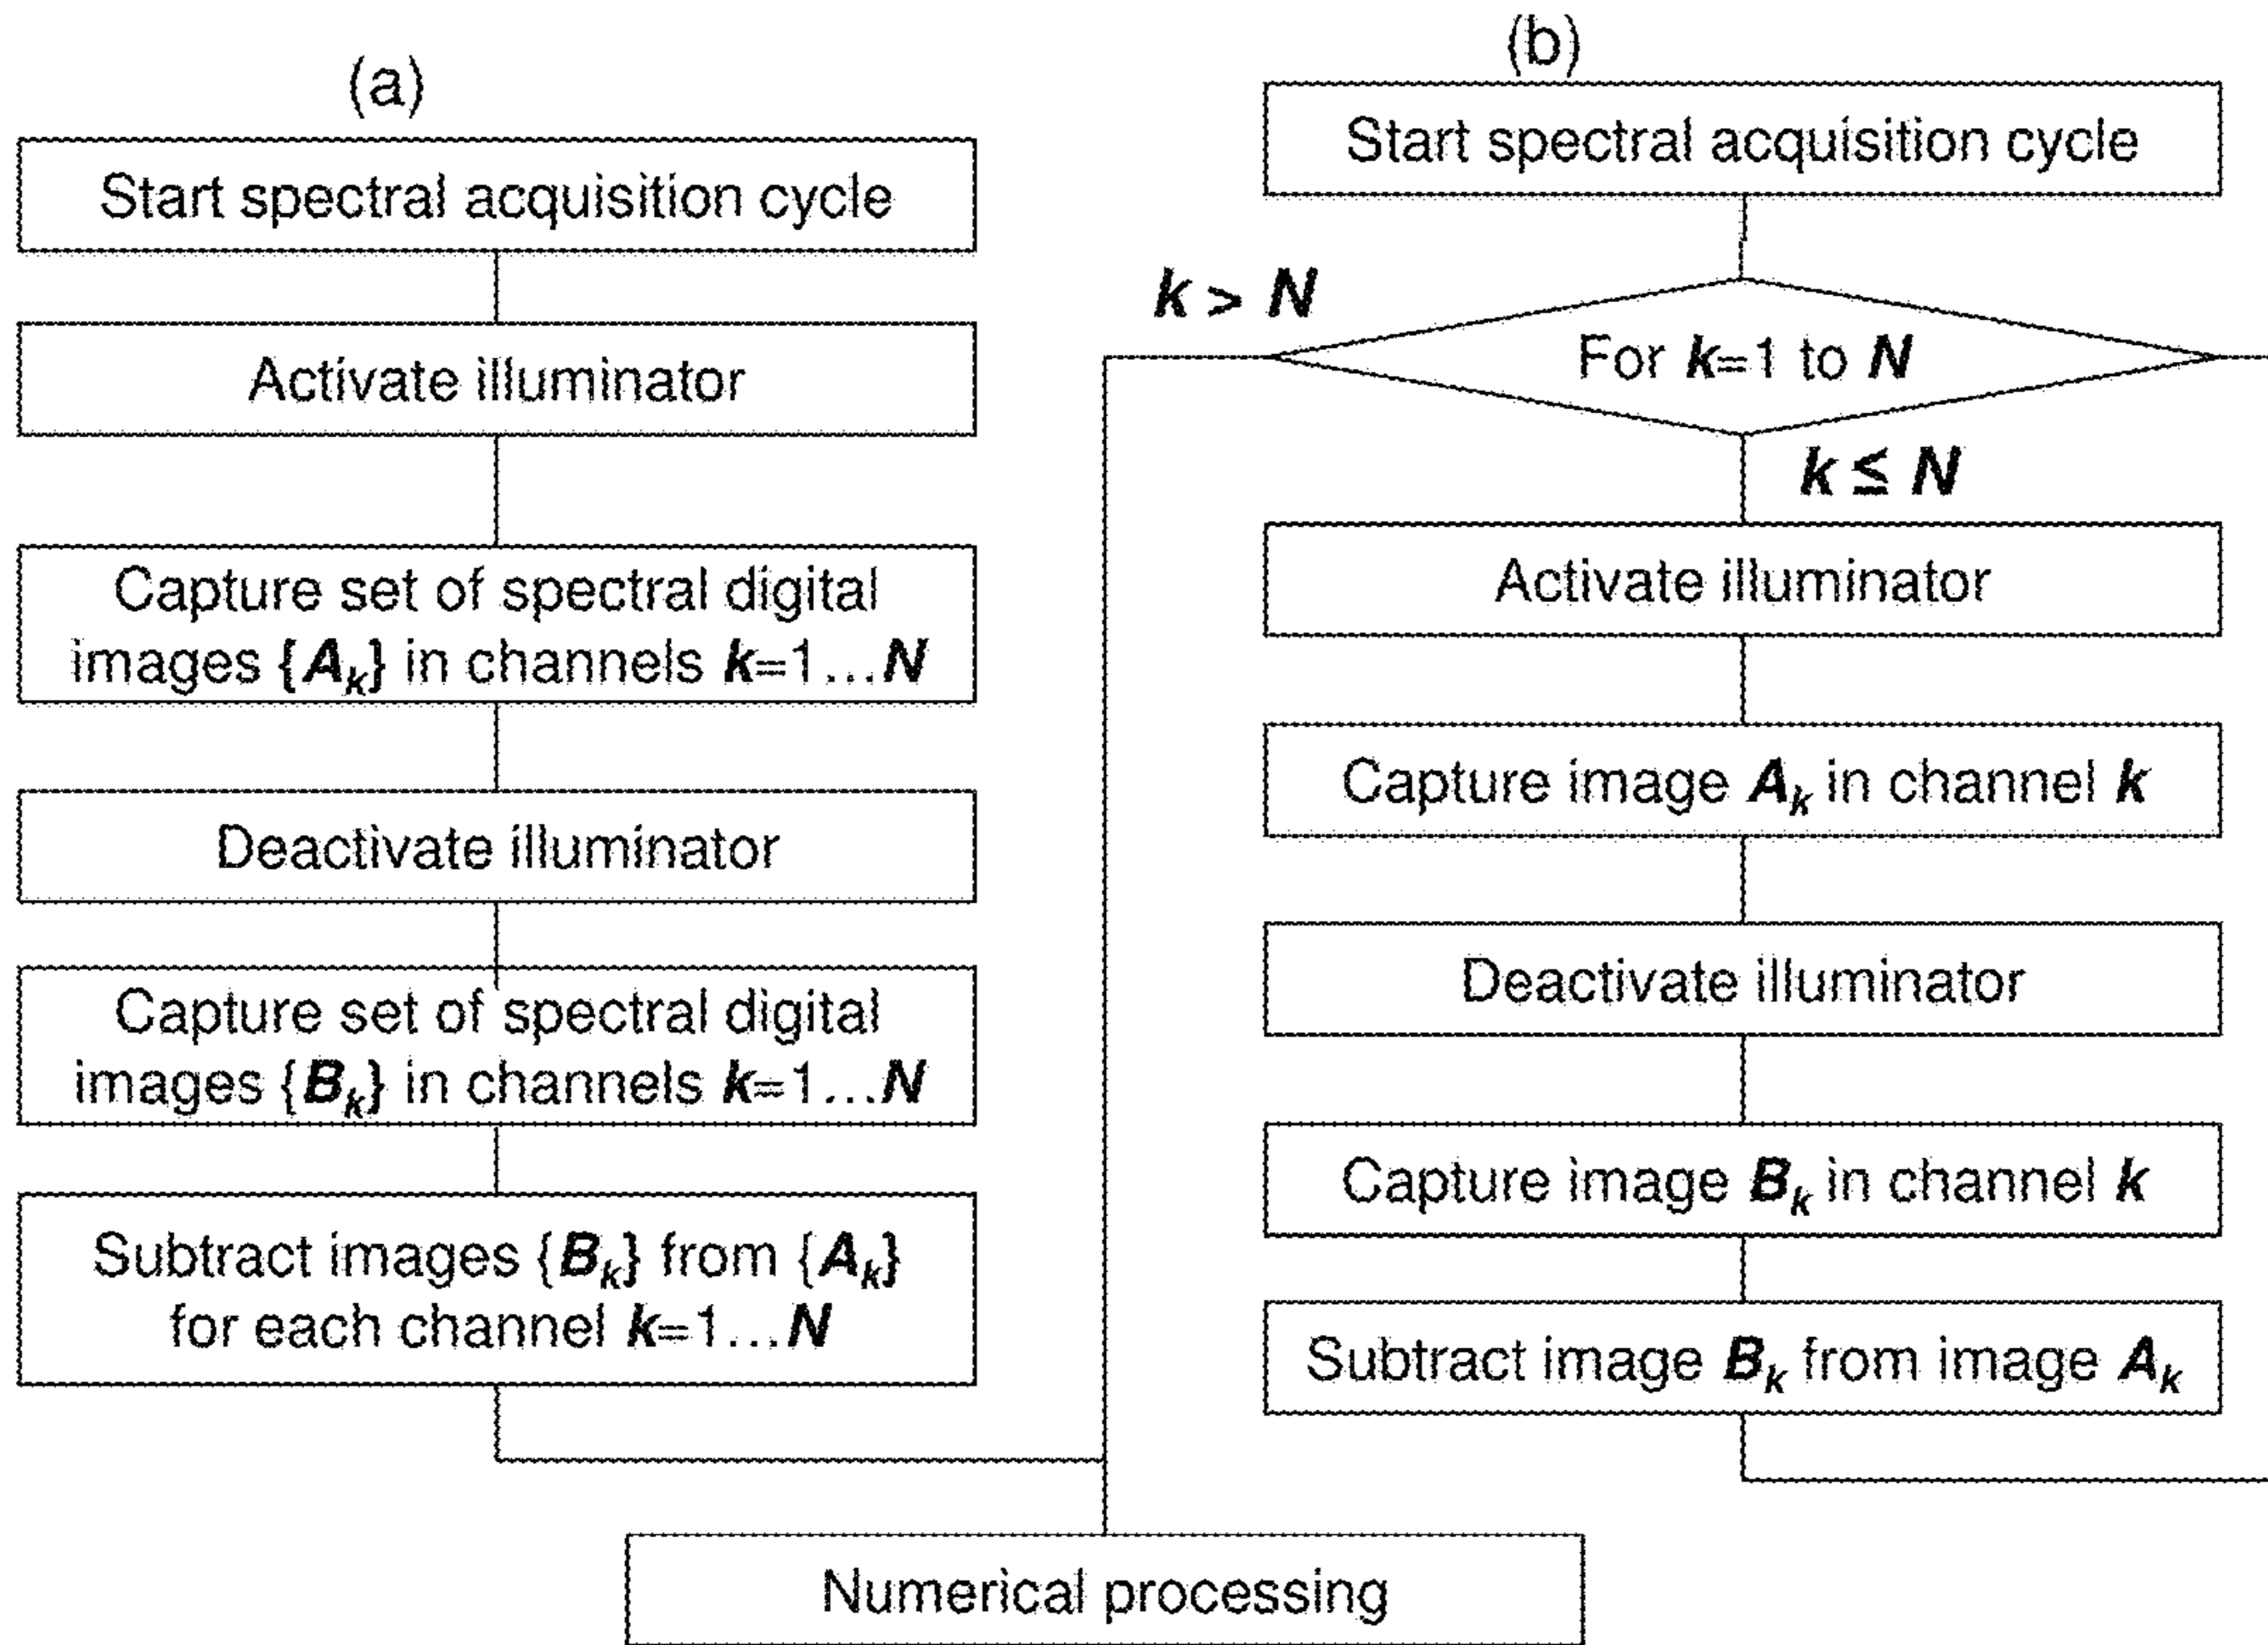 (a)
Start spectral acquisition cycle
Activate illuminator
Capture set of spectral digital
images {Aₖ} in channels k=1...N
Deactivate illuminator
Capture set of spectral digital
images {Bₖ} in channels k=1...N
Subtract images {Bₖ} from {Aₖ}
for each channel k=1...N
(b)
Start spectral acquisition cycle
k > N
For k=1 to N
k ≤ N
Activate illuminator
Capture image Aₖ in channel k
Deactivate illuminator
Capture image Bₖ in channel k
Subtract image Bₖ from image Aₖ
Numerical processing